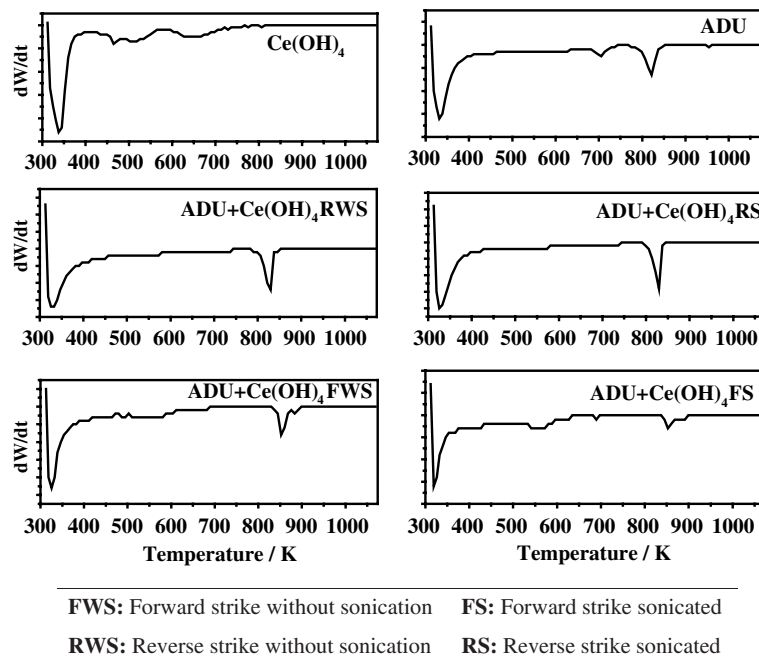 dW/dt
Ce(OH)4
300 400 500 600 700 800 900 1000
ADU
300 400 500 600 700 800 900 1000
dW/dt
ADU+Ce(OH)4RWS
300 400 500 600 700 800 900 1000
ADU+Ce(OH)4RS
300 400 500 600 700 800 900 1000
dW/dt
ADU+Ce(OH)4FWS
300 400 500 600 700 800 900 1000
Temperature / K
ADU+Ce(OH)4FS
300 400 500 600 700 800 900 1000
Temperature / K
FWS: Forward strike without sonication FS: Forward strike sonicated
RWS: Reverse strike without sonication RS: Reverse strike sonicated